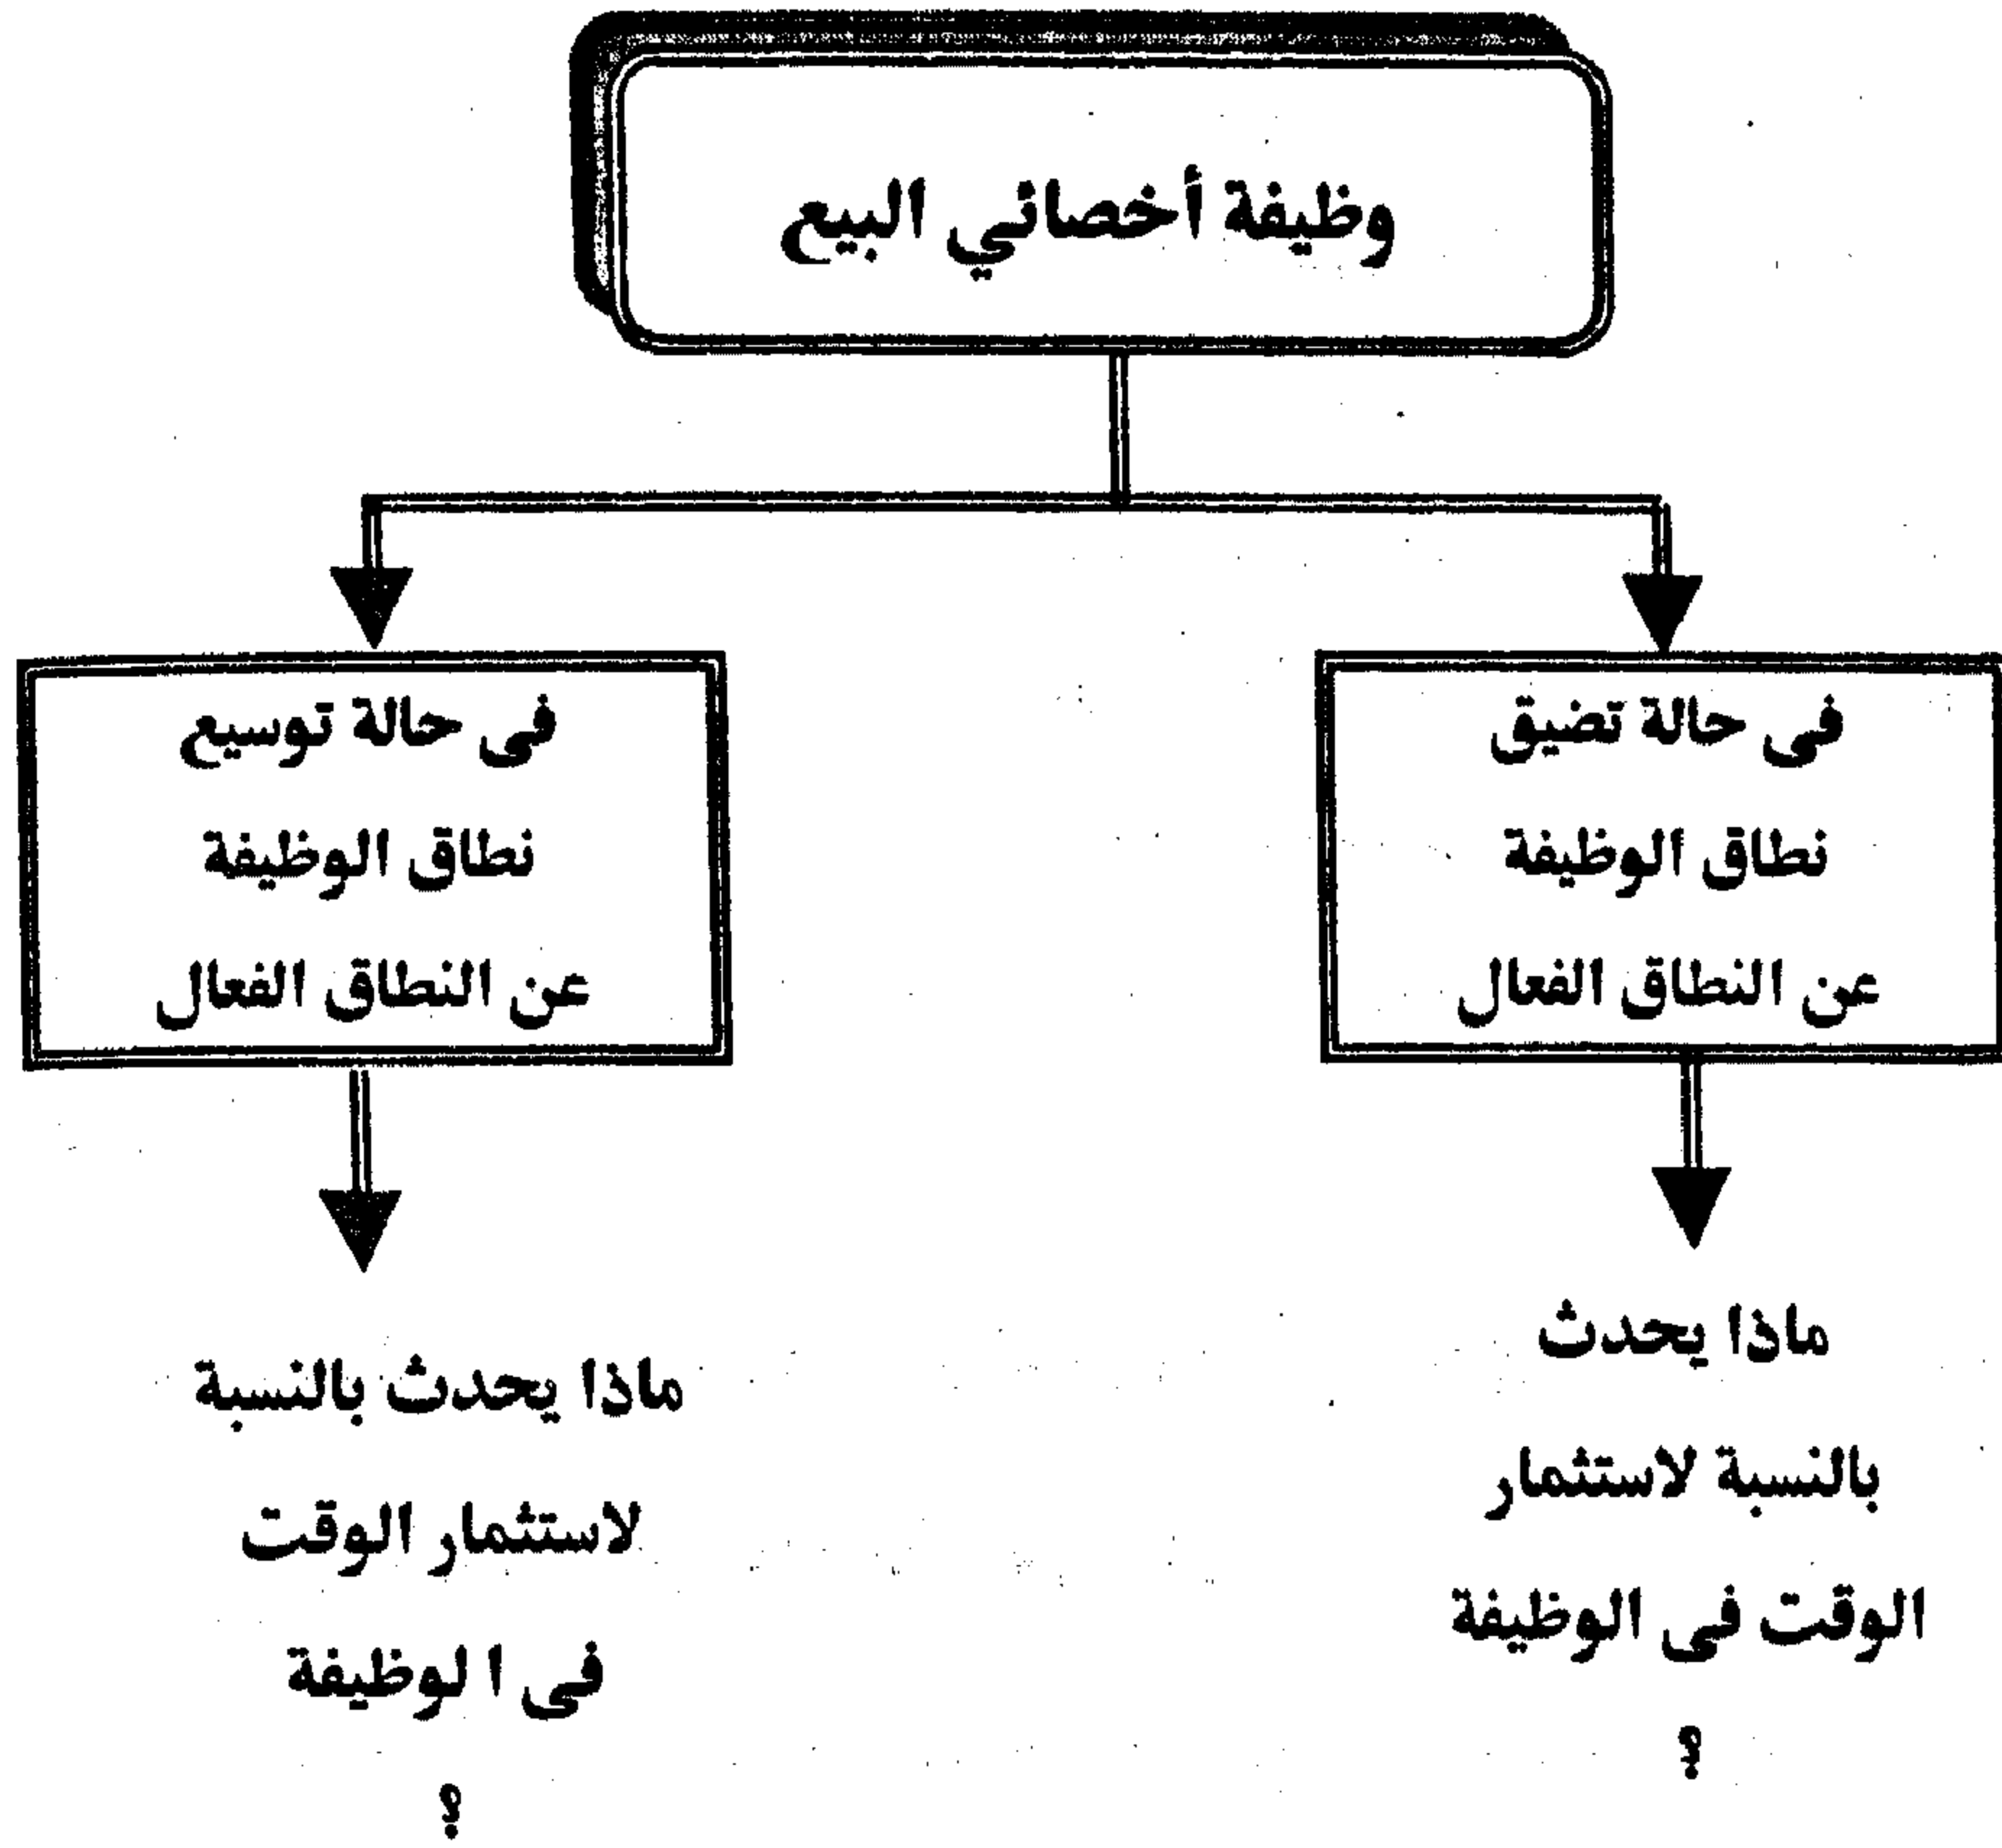 وظيفة أخصائي البيع
فى حالة تضيق
نطاق الوظيفة
عن النطاق الفعال
فى حالة توسيع
نطاق الوظيفة
عن النطاق الفعال
ماذا يحدث
بالنسبة لاستثمار
الوقت فى الوظيفة
؟
ماذا يحدث بالنسبة
لاستثمار الوقت
فى الوظيفة
؟